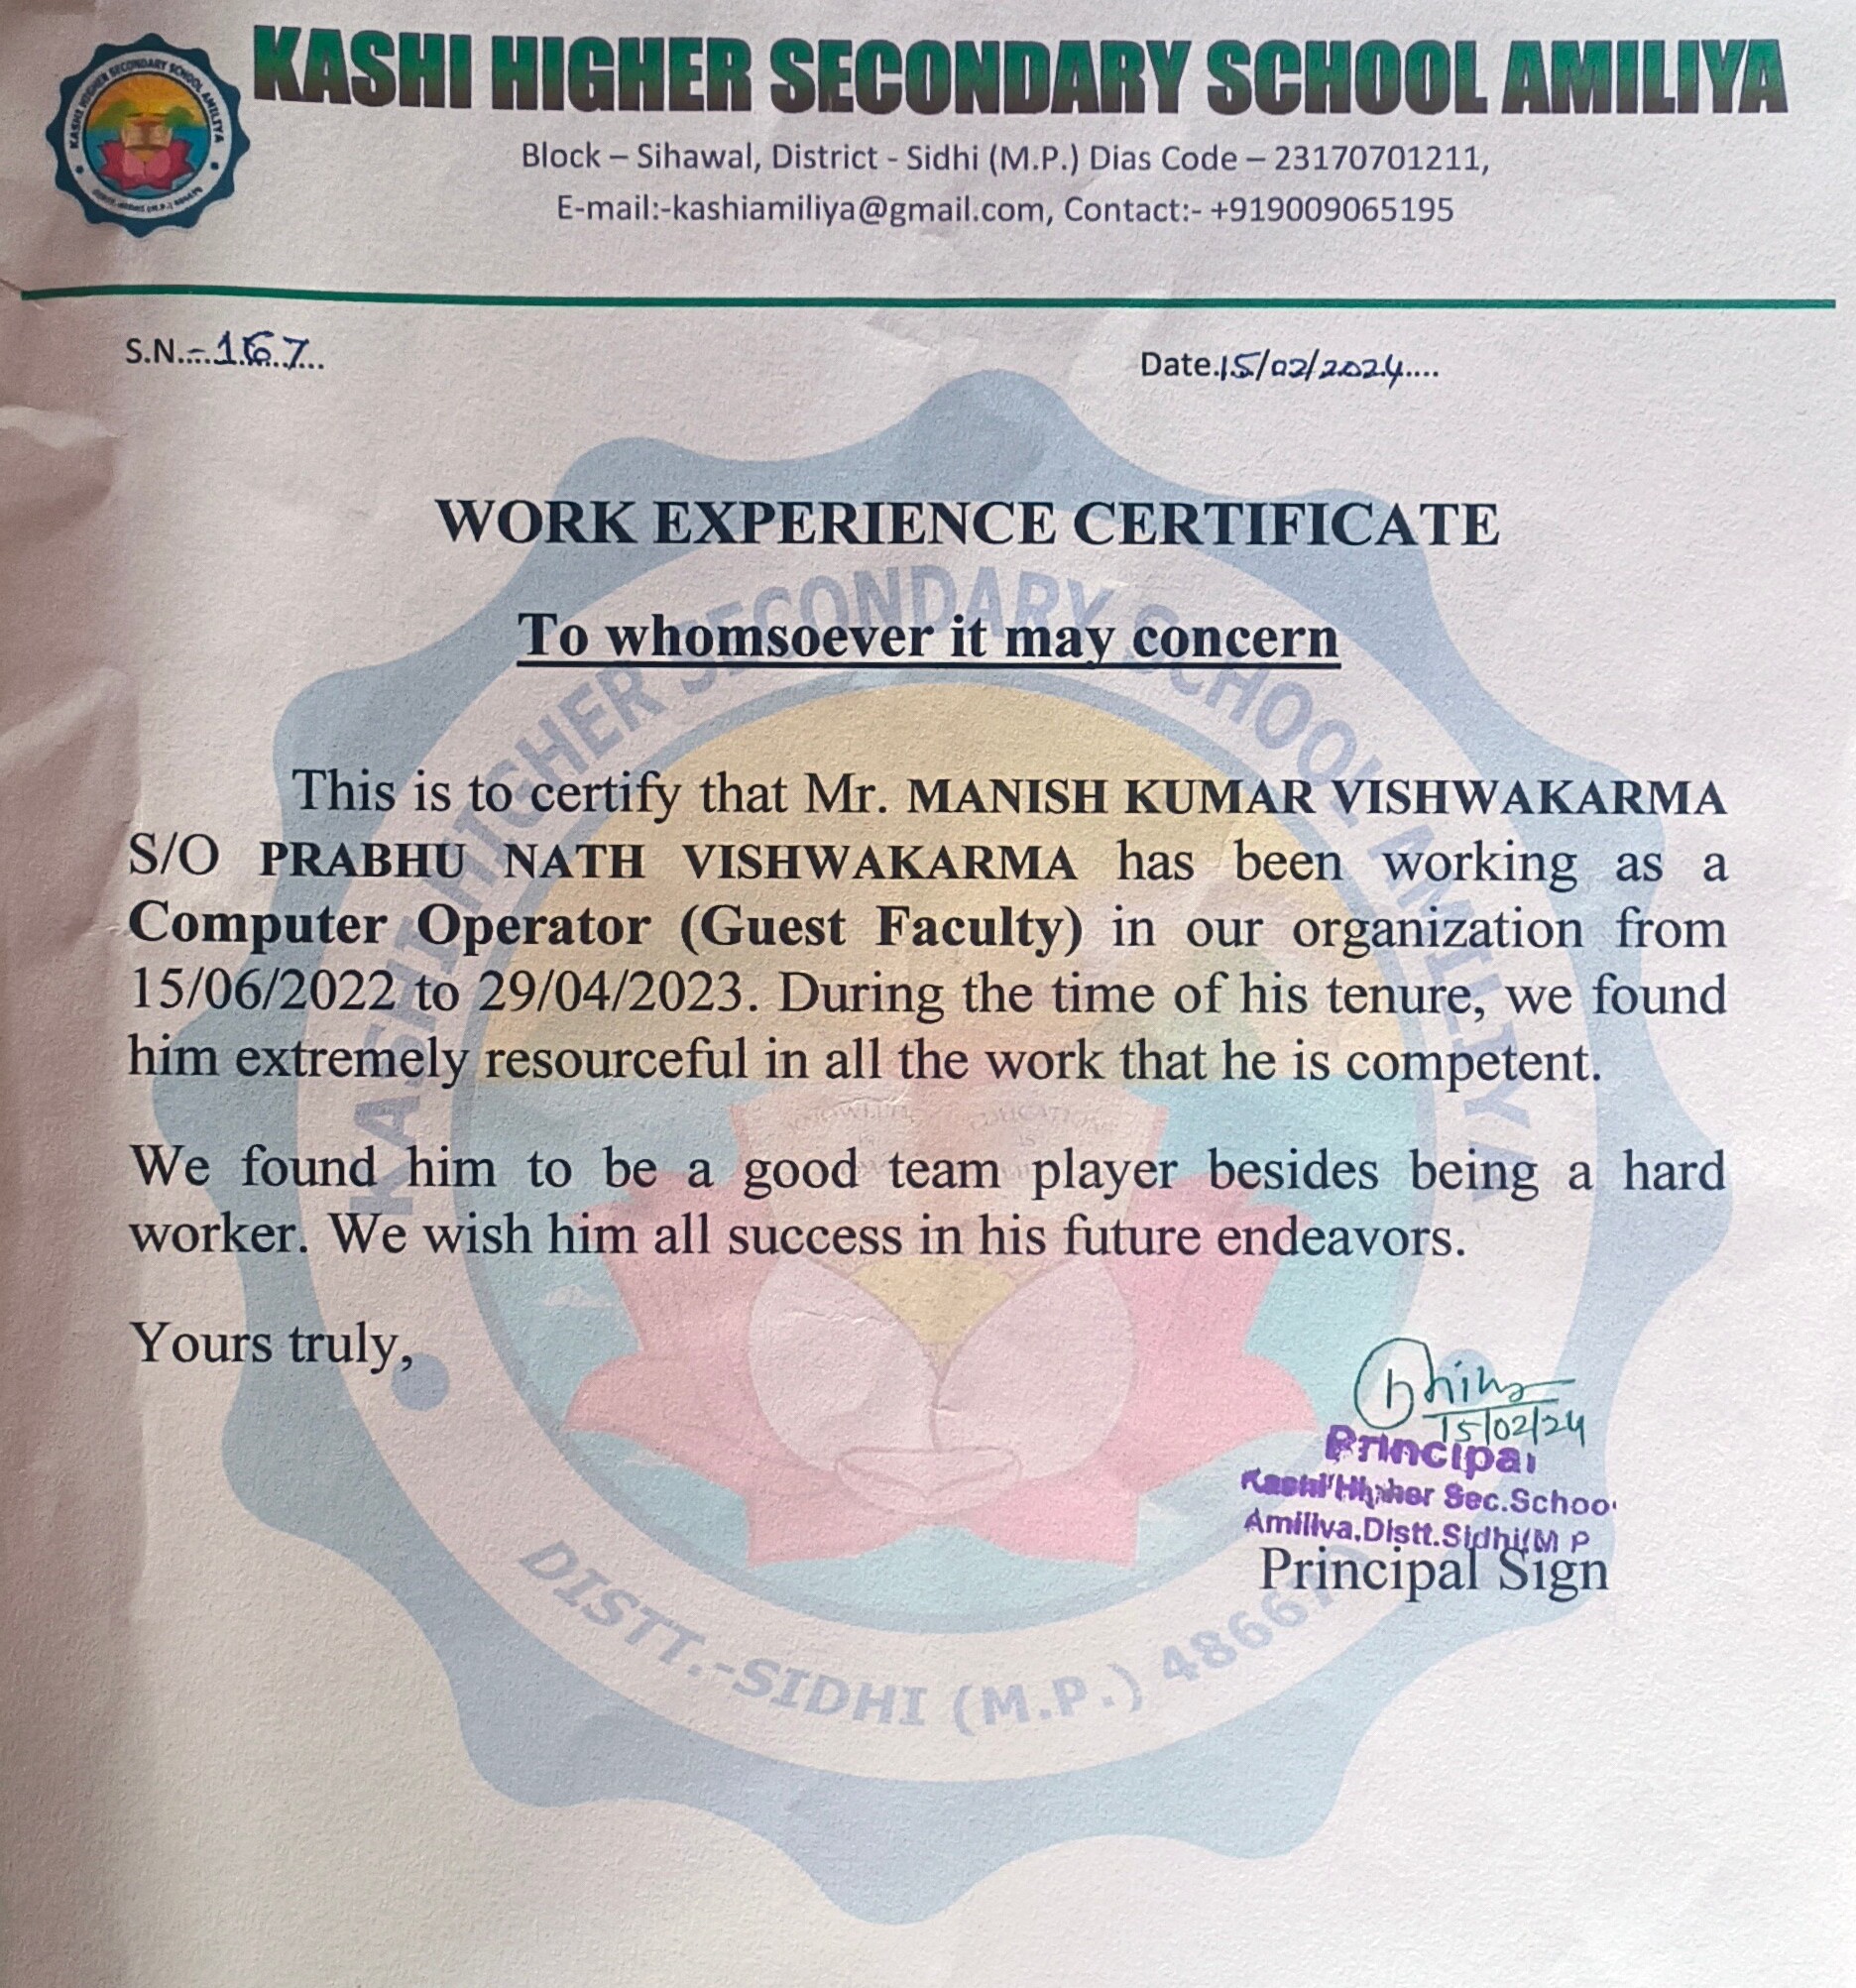 KASHI HIGHER SECONDARY SCHOOL AMILIYA
KASHI HIGHER SECONDARY SCHOOL AMILIYA
Block – Sihawal, District - Sidhi (M.P.) Dias Code – 23170701211,
E-mail:-kashiamiliya@gmail.com, Contact:- +919009065195
S.N.....-167...
Date.15/02/2024....
WORK EXPERIENCE CERTIFICATE
To whomsoever it may concern
This is to certify that Mr. MANISH KUMAR VISHWAKARMA
S/O PRABHU NATH VISHWAKARMA has been working as a
Computer Operator (Guest Faculty) in our organization from
15/06/2022 to 29/04/2023. During the time of his tenure, we found
him extremely resourceful in all the work that he is competent.
We found him to be a good team player besides being a hard
worker. We wish him all success in his future endeavors.
Yours truly,
15/02/24
Principal
Kashi Higher Sec.School
Amiliya.Distt.Sidhi(M P
Principal Sign
KASHI HIGHER SECONDARY SCHOOL AMILIYA
DISTT.-SIDHI (M.P.)